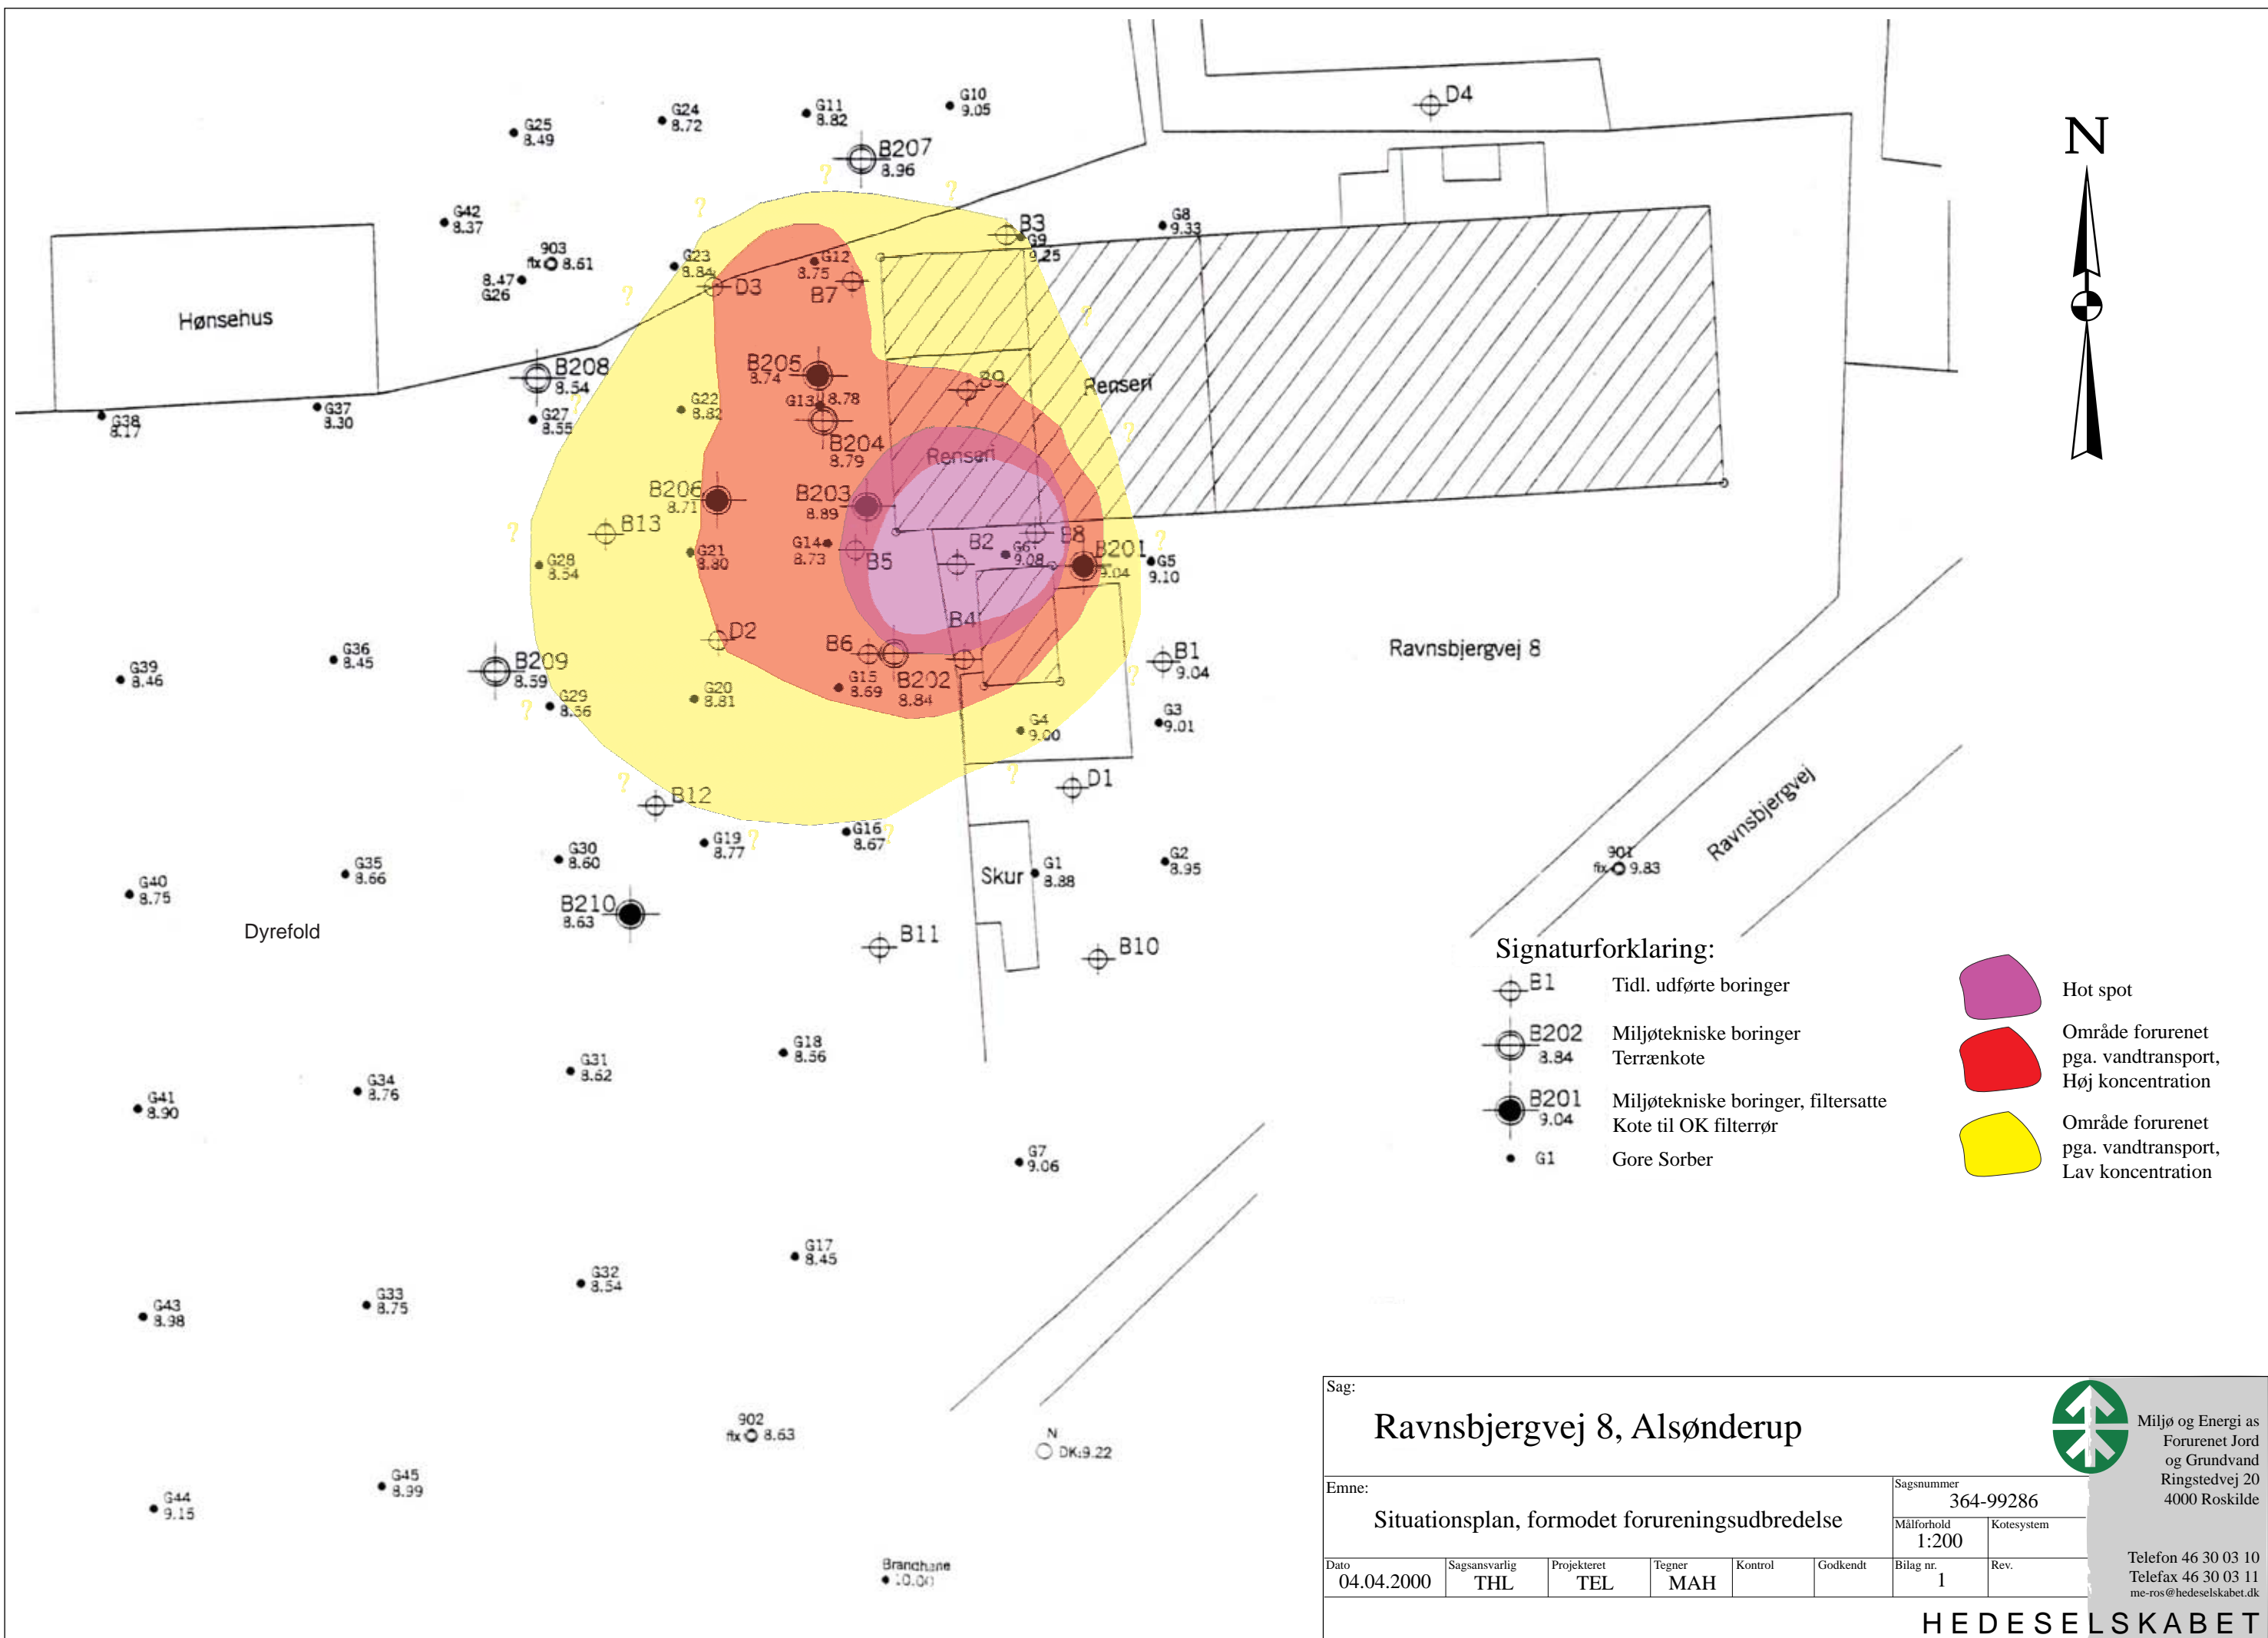 G10
9.05
G11
8.82
G24
8.72
G25
8.49
D4
N
B207
8.96
?
?
?
G42
8.37
B3
G9
9.25
G8
9.33
903
fix 8.61
8.47
G26
G23
8.84
D3
G12
8.75
B7
?
?
Hønsehus
B208
8.54
B205
8.74
B9
Renseri
?
G13 8.78
G22
8.82
G38
8.17
G37
8.30
G27
8.55
B204
8.79
Renseri
?
B206
8.71
B203
8.89
B13
?
?
G28
8.54
G21
8.80
G14
8.73
B5
B2
G6
9.08
B8
B201
9.04
G5
9.10
D2
B6
B4
B202
8.84
G15
8.69
G39
8.46
G36
8.45
B209
8.59
G29
8.56
?
G20
8.81
B1
9.04
?
Ravnsbjergvej 8
G4
9.00
G3
9.01
?
?
D1
B12
G19
8.77
?
G16
8.67
?
G30
8.60
G35
8.66
G40
8.75
Skur
G1
8.88
G2
8.95
901
fix 9.83
Ravnsbjergvej
B210
8.63
Dyrefold
B11
B10
Signaturforklaring:
B1 Tidl. udførte boringer
B202
8.84
Miljøtekniske boringer
Terrænkote
B201
9.04
Miljøtekniske boringer, filtersatte
Kote til OK filterrør
G1 Gore Sorber
Hot spot
Område forurenet
pga. vandtransport,
Høj koncentration
Område forurenet
pga. vandtransport,
Lav koncentration
G18
8.56
G31
8.62
G34
8.76
G41
8.90
G7
9.06
G17
8.45
G32
8.54
G33
8.75
G43
8.98
902
fix 8.63
N
DK:9.22
G45
8.99
G44
9.15
Brandhane
10.00
Sag:
Ravnsbjergvej 8, Alsønderup
Emne:
Situationsplan, formodet forureningsudbredelse
Sagsnummer
364-99286
Målforhold
1:200
Kotesystem
Dato
04.04.2000
Sagsansvarlig
THL
Projekteret
TEL
Tegner
MAH
Kontrol
Godkendt
Bilag nr.
1
Rev.
Miljø og Energi as
Forurenet Jord
og Grundvand
Ringstedvej 20
4000 Roskilde
Telefon 46 30 03 10
Telefax 46 30 03 11
me-ros@hedeselskabet.dk
HEDESELSKABET